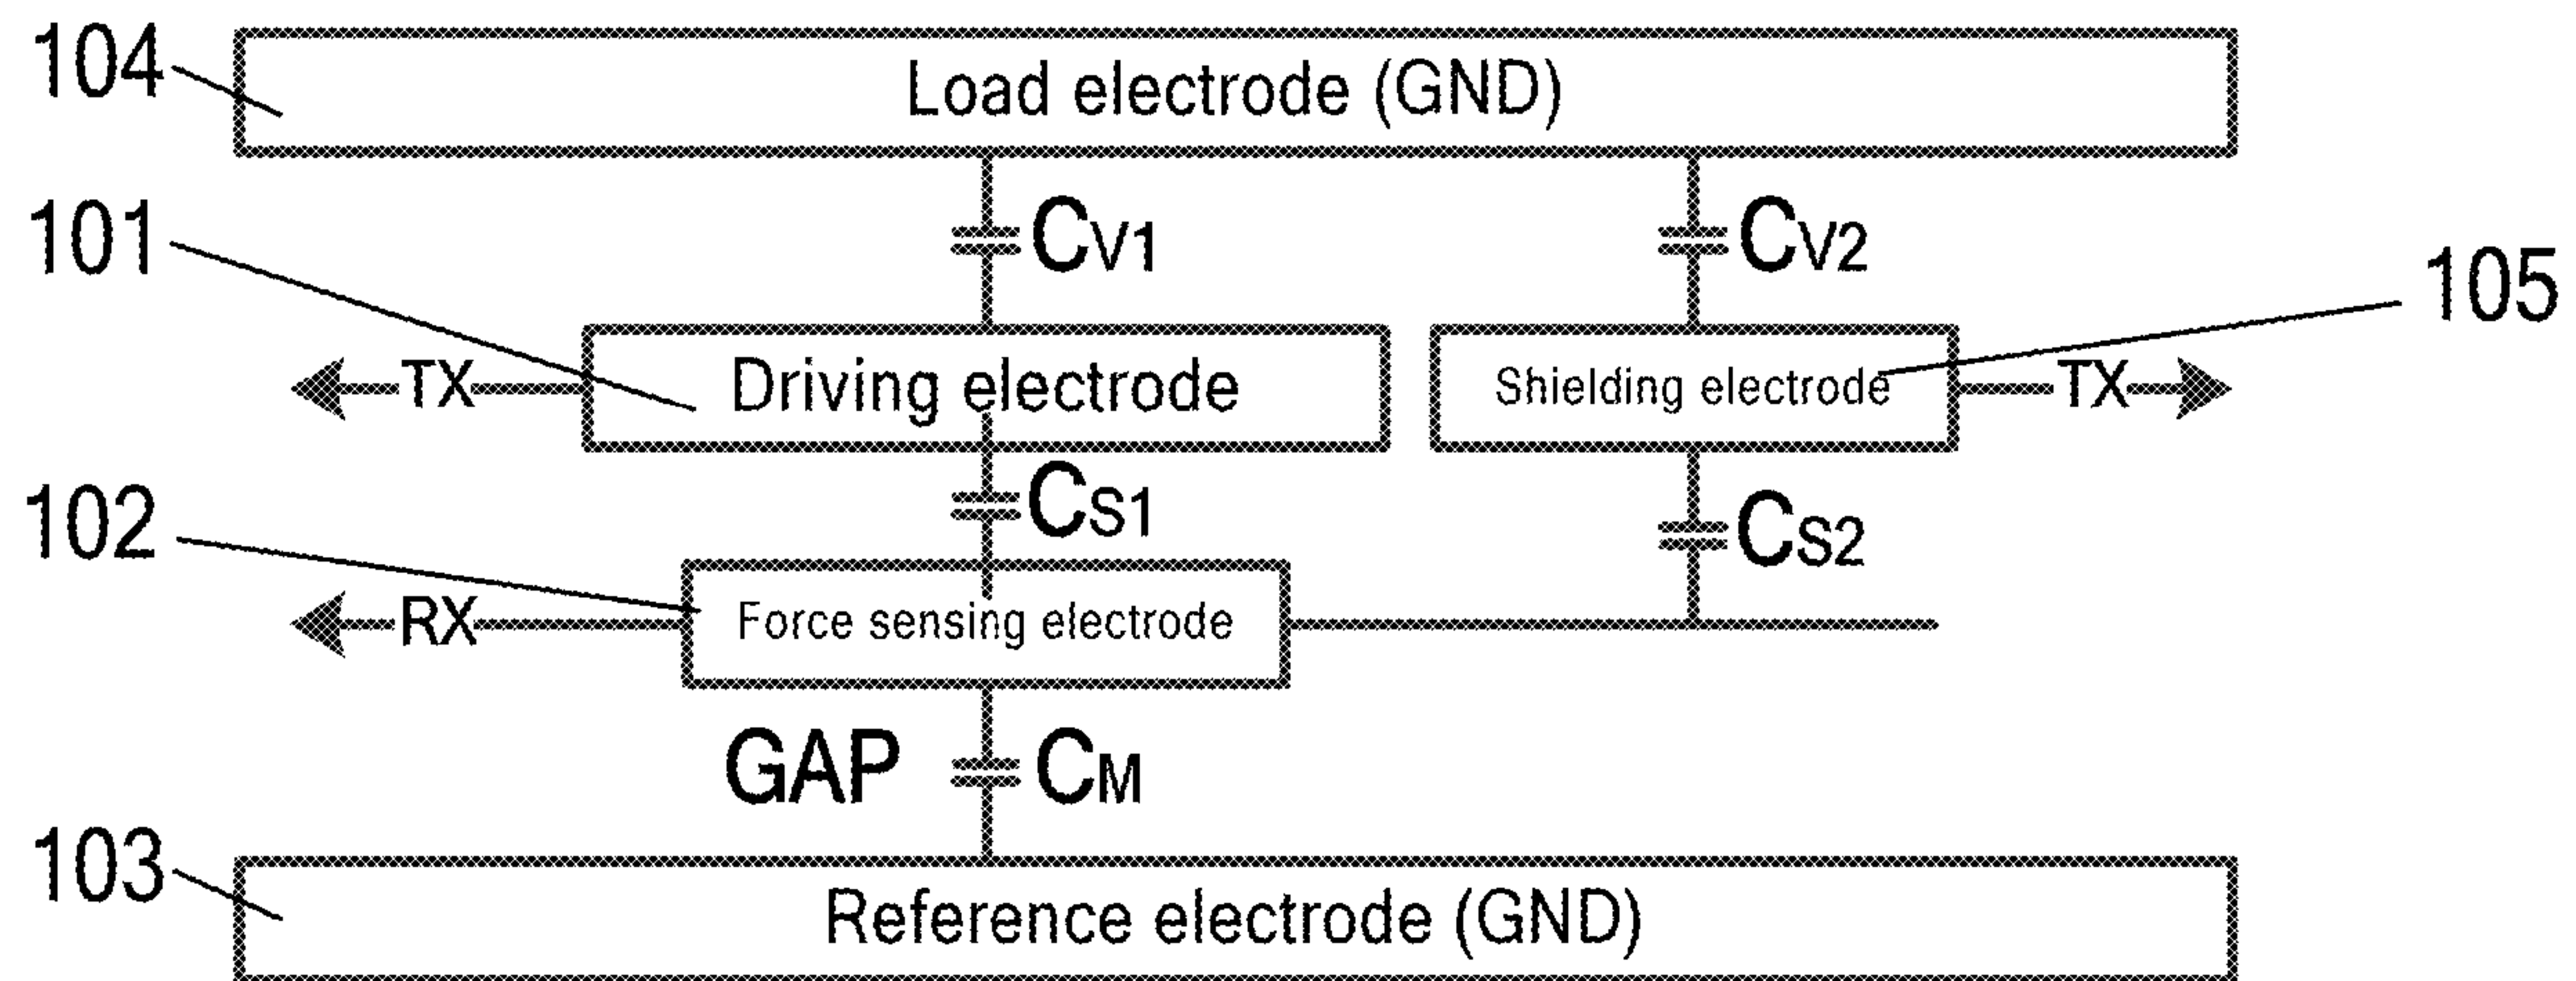 104
Load electrode (GND)
101
CV1
CV2
105
TX
Driving electrode
Shielding electrode
TX
102
CS1
CS2
RX
Force sensing electrode
GAP
CM
103
Reference electrode (GND)